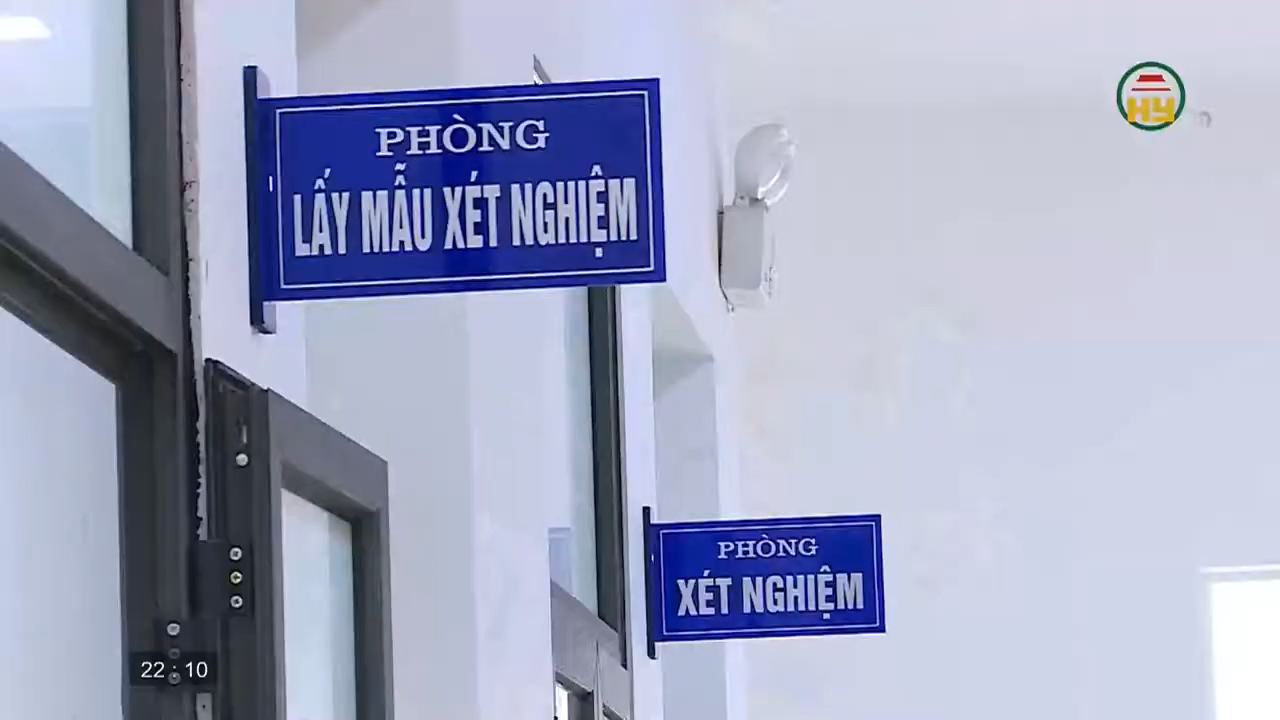 HY
PHÒNG
LẤY MẪU XÉT NGHIỆM
PHÒNG
XÉT NGHIỆM
22 : 10